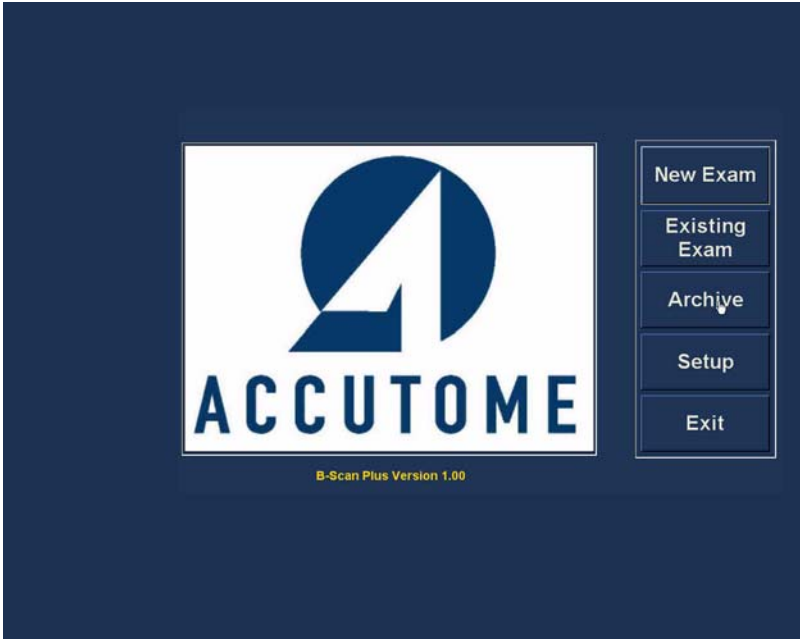 ACCUTOME
B-Scan Plus Version 1.00
New Exam
Existing
Exam
Archive
Setup
Exit